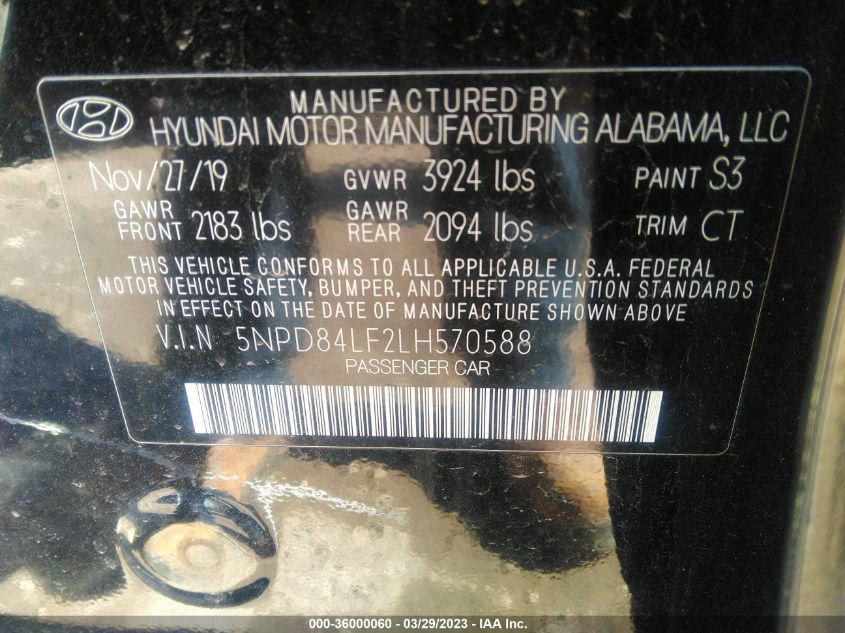 MANUFACTURED BY
HYUNDAI MOTOR MANUFACTURING ALABAMA, LLC
Nov/27/19 GVWR 3924 lbs PAINT S3
GAWR FRONT 2183 lbs GAWR REAR 2094 lbs TRIM CT
THIS VEHICLE CONFORMS TO ALL APPLICABLE U.S.A. FEDERAL
MOTOR VEHICLE SAFETY, BUMPER, AND THEFT PREVENTION STANDARDS
IN EFFECT ON THE DATE OF MANUFACTURE SHOWN ABOVE
V.I.N 5NPD84LF2LH570588
PASSENGER CAR
000-36000060 - 03/29/2023 - IAA Inc.